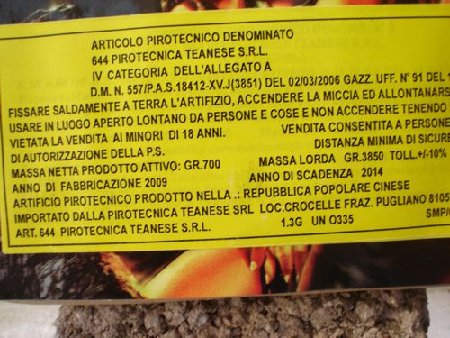 ARTICOLO PIROTECNICO DENOMINATO
644 PIROTECNICA TEANESE S.R.L.
IV CATEGORIA DELL'ALLEGATO A
D.M. N. 557/P.A.S.18412-XV.J(3851) DEL 02/03/2006 GAZZ. UFF. N° 91 DEL 1
FISSARE SALDAMENTE A TERRA L'ARTIFIZIO, ACCENDERE LA MICCIA ED ALLONTANARS
USARE IN LUOGO APERTO LONTANO DA PERSONE E COSE E NON ACCENDERE TENENDO
VIETATA LA VENDITA AI MINORI DI 18 ANNI. VENDITA CONSENTITA A PERSONE
DI AUTORIZZAZIONE DELLA P.S. DISTANZA MINIMA DI SICURE
MASSA NETTA PRODOTTO ATTIVO: GR.700 MASSA LORDA GR.3850 TOLL.+/-10%
ANNO DI FABBRICAZIONE 2009 ANNO DI SCADENZA 2014
ARTIFICIO PIROTECNICO PRODOTTO NELLA .: REPUBBLICA POPOLARE CINESE
IMPORTATO DALLA PIROTECNICA TEANESE SRL LOC.CROCELLE FRAZ. PUGLIANO 8105
ART. 644 PIROTECNICA TEANESE S.R.L. 1.3G UN O335 SMP/